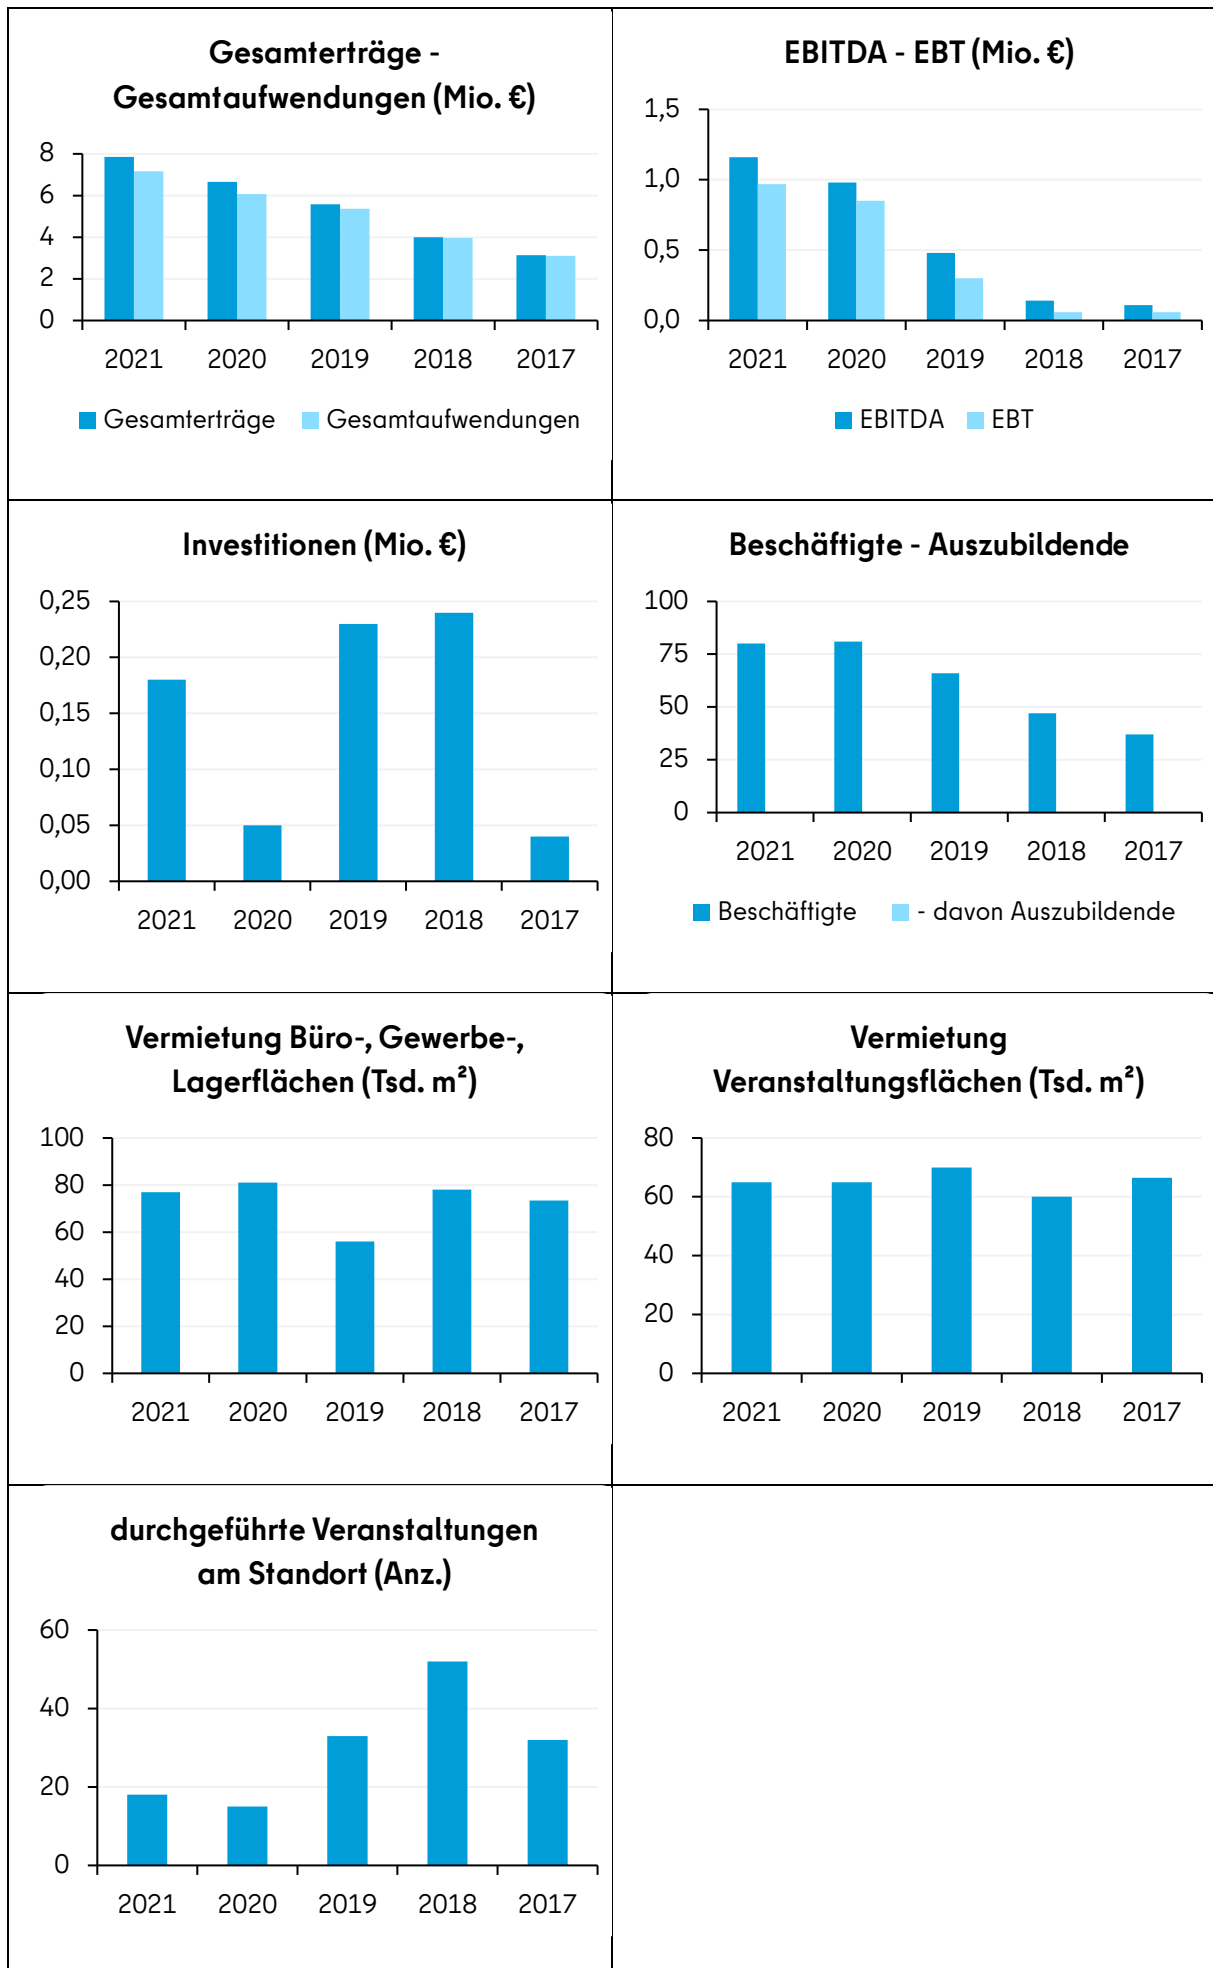 Gesamterträge -
Gesamtaufwendungen (Mio. €)
8
6
4
2
0
2021 2020 2019 2018 2017
Gesamterträge Gesamtaufwendungen
EBITDA - EBT (Mio. €)
1,5
1,0
0,5
0,0
2021 2020 2019 2018 2017
EBITDA EBT
Investitionen (Mio. €)
0,25
0,20
0,15
0,10
0,05
0,00
2021 2020 2019 2018 2017
Beschäftigte - Auszubildende
100
75
50
25
0
2021 2020 2019 2018 2017
Beschäftigte - davon Auszubildende
Vermietung Büro-, Gewerbe-,
Lagerflächen (Tsd. m²)
100
80
60
40
20
0
2021 2020 2019 2018 2017
Vermietung
Veranstaltungsflächen (Tsd. m²)
80
60
40
20
0
2021 2020 2019 2018 2017
durchgeführte Veranstaltungen
am Standort (Anz.)
60
40
20
0
2021 2020 2019 2018 2017